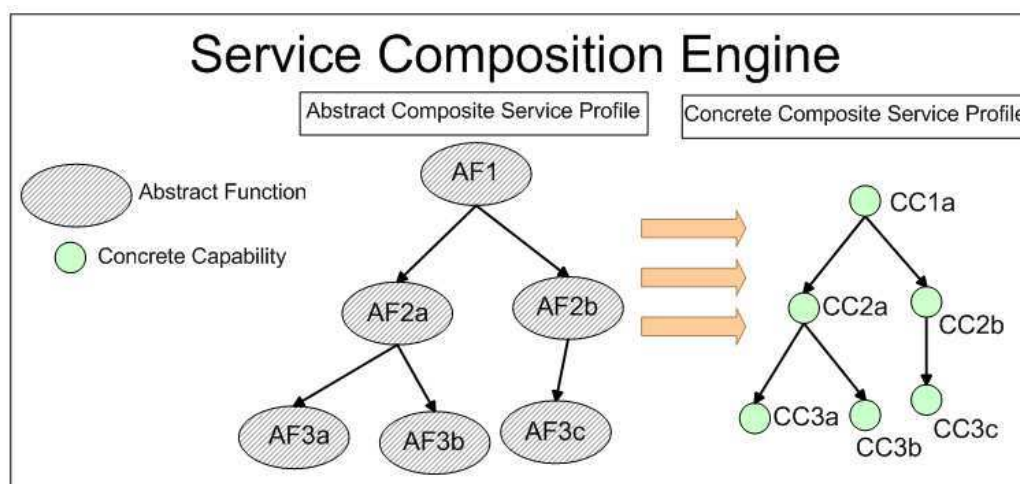 Service Composition Engine
Abstract Composite Service Profile
Concrete Composite Service Profile
Abstract Function
Concrete Capability
AF1
AF2a
AF2b
AF3a
AF3b
AF3c
CC1a
CC2a
CC2b
CC3a
CC3b
CC3c